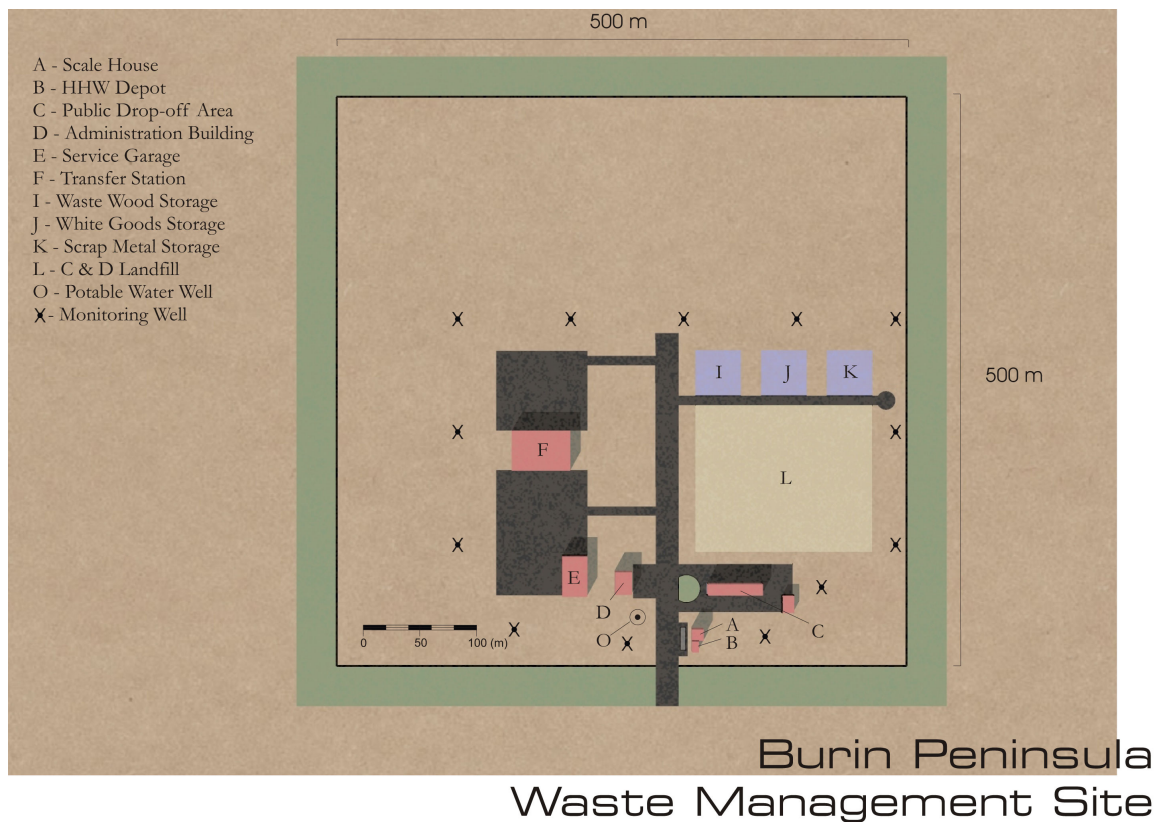 500 m
A - Scale House
B - HHW Depot
C - Public Drop-off Area
D - Administration Building
E - Service Garage
F - Transfer Station
I - Waste Wood Storage
J - White Goods Storage
K - Scrap Metal Storage
L - C & D Landfill
O - Potable Water Well
- Monitoring Well
I J K
500 m
F
L
E
D
O
A
B
C
0 50 100 (m)
Burin Peninsula
Waste Management Site